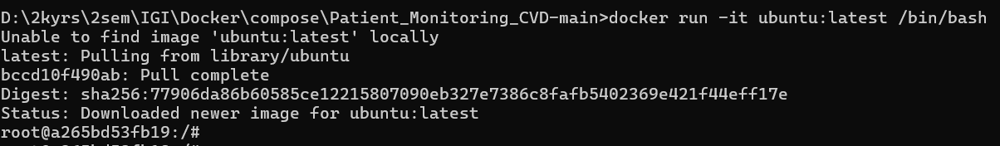 D:\2kyrs\2sem\IGI\Docker\compose\Patient_Monitoring_CVD-main>docker run -it ubuntu:latest /bin/bash
Unable to find image 'ubuntu:latest' locally
latest: Pulling from library/ubuntu
bccd10f490ab: Pull complete
Digest: sha256:77906da86b60585ce12215807090eb327e7386c8fafb5402369e421f44eff17e
Status: Downloaded newer image for ubuntu:latest
root@a265bd53fb19:/#